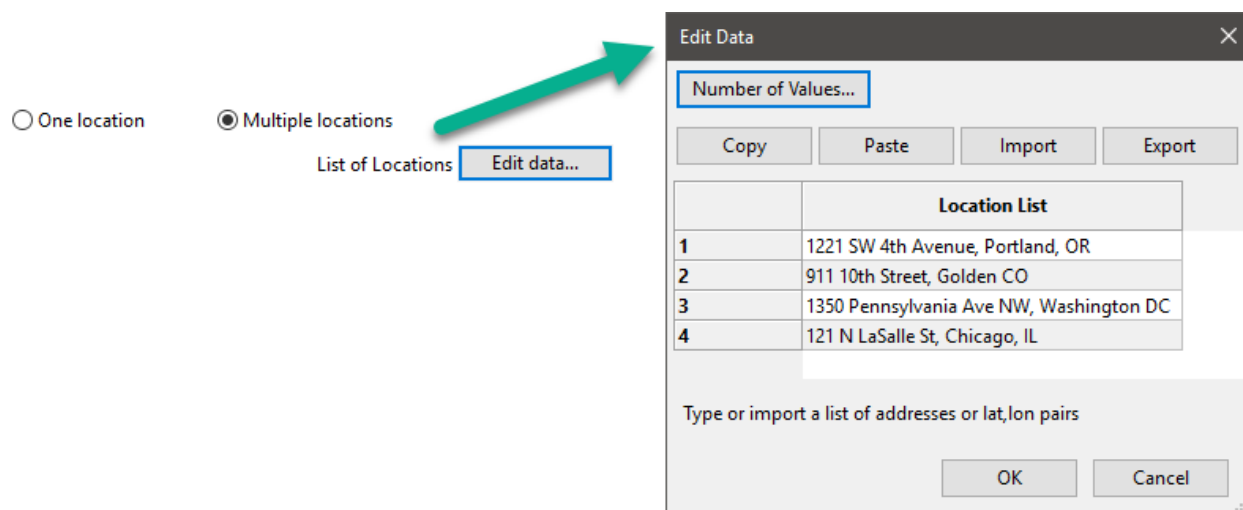 One location
Multiple locations
List of Locations
Edit data...
Edit Data
Number of Values...
Copy
Paste
Import
Export
Location List
1 1221 SW 4th Avenue, Portland, OR
2 911 10th Street, Golden CO
3 1350 Pennsylvania Ave NW, Washington DC
4 121 N LaSalle St, Chicago, IL
Type or import a list of addresses or lat,lon pairs
OK
Cancel